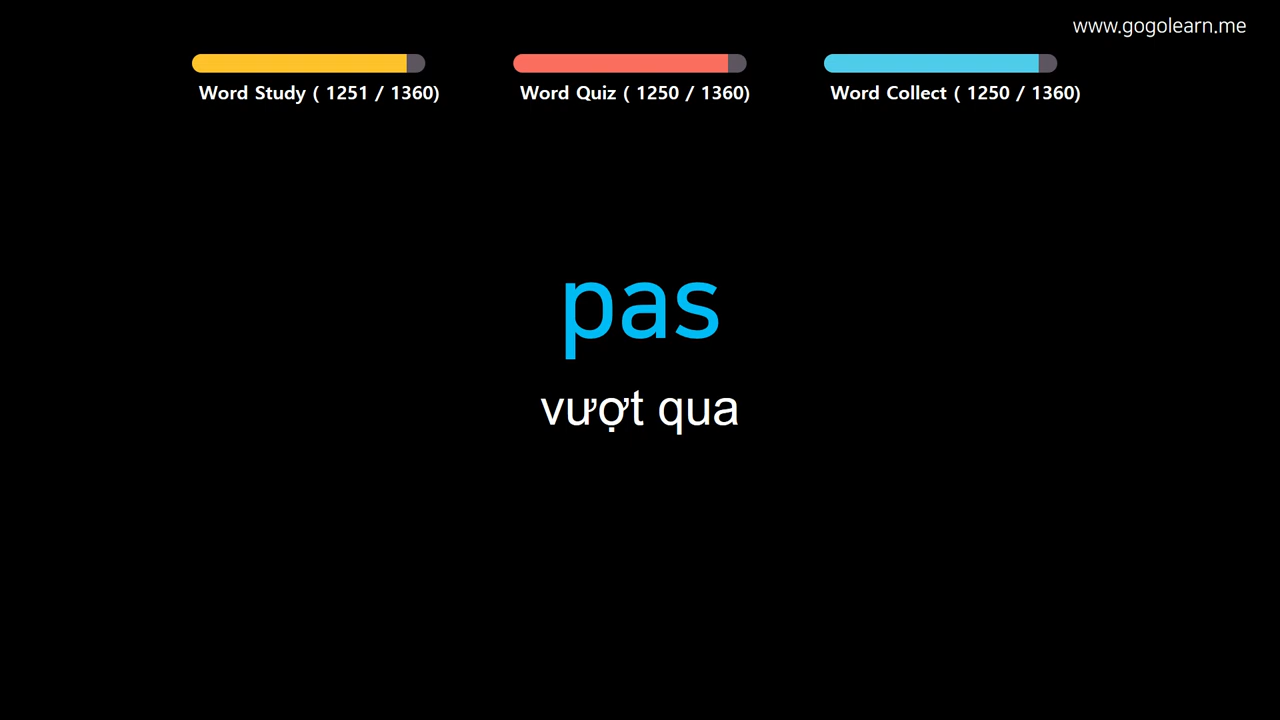 www.gogolearn.me
Word Study ( 1251 / 1360)
Word Quiz ( 1250 / 1360)
Word Collect ( 1250 / 1360)
pas
vượt qua